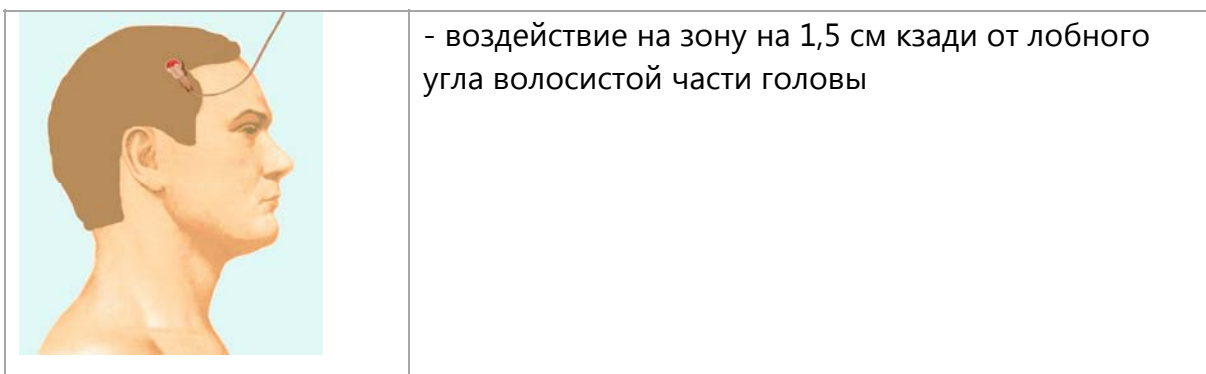 - воздействие на зону на 1,5 см кзади от лобного
угла волосистой части головы